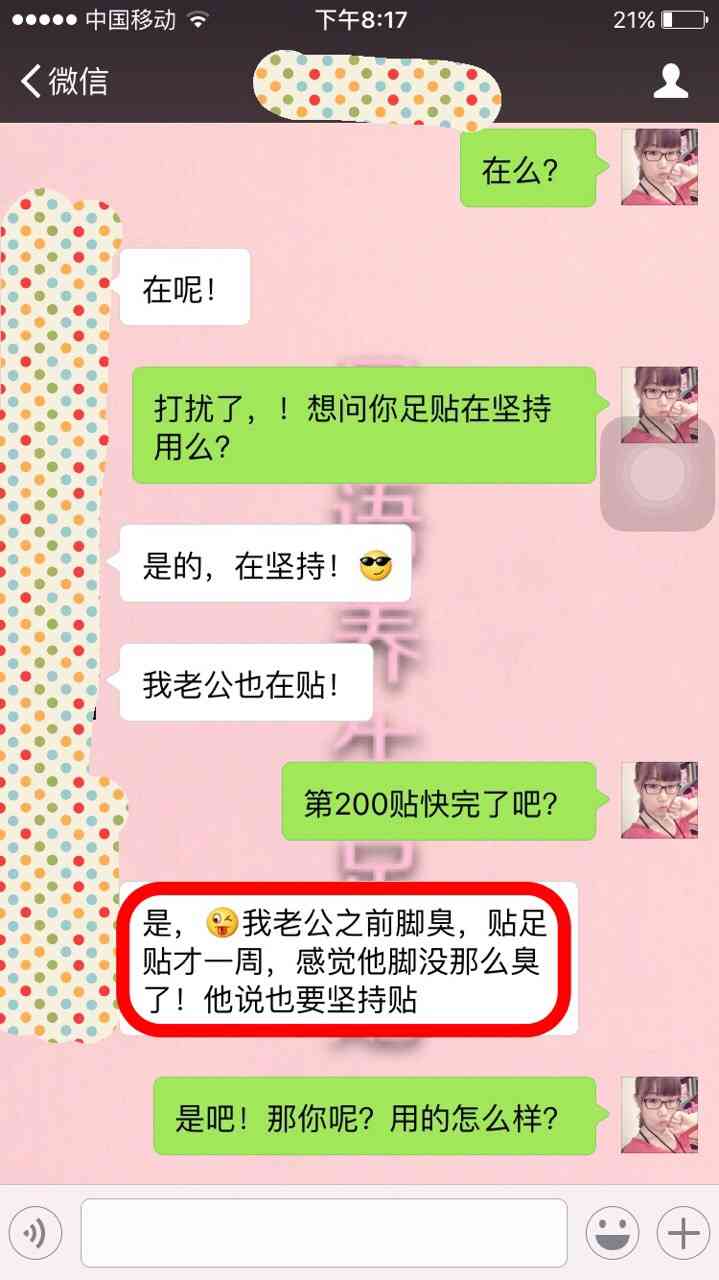 中国移动 下午8:17 21%
微信
在么?
在呢!
打扰了,!想问你足贴在坚持
用么?
是的,在坚持!😎
我老公也在贴!
第200贴快完了吧?
是,😜我老公之前脚臭,贴足
贴才一周,感觉他脚没那么臭
了!他说也要坚持贴
是吧!那你呢?用的怎么样?
语
养
生